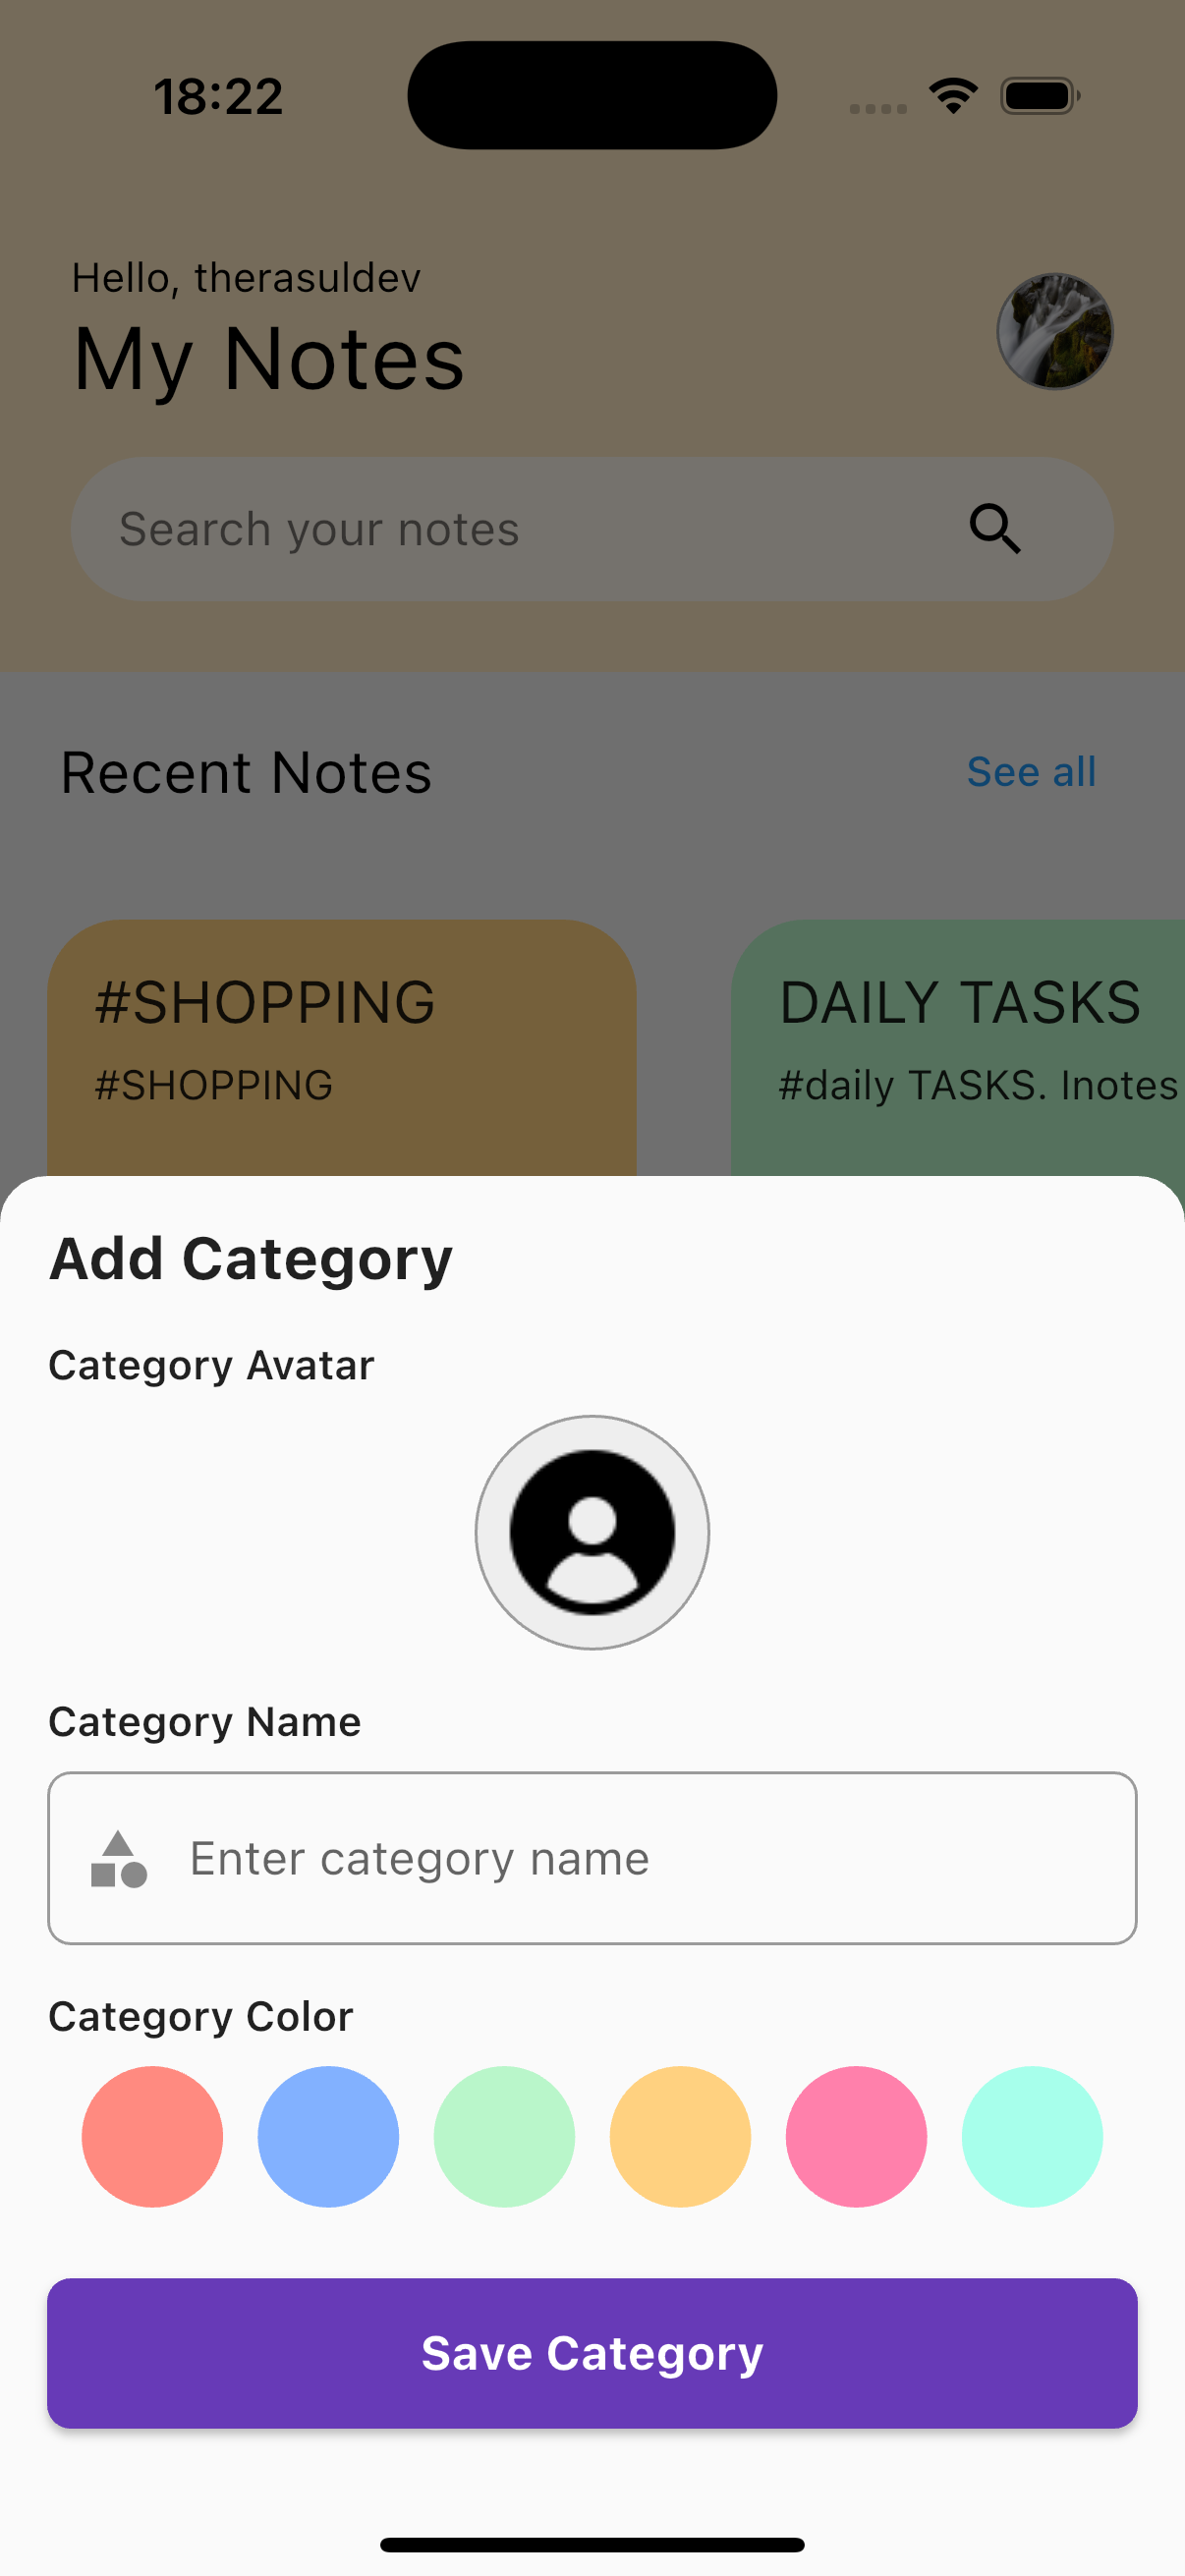 18:22
Hello, therasuldev
My Notes
Search your notes
Recent Notes
See all
#SHOPPING
#SHOPPING
DAILY TASKS
#daily TASKS. Inotes
Add Category
Category Avatar
Category Name
Enter category name
Category Color
Save Category